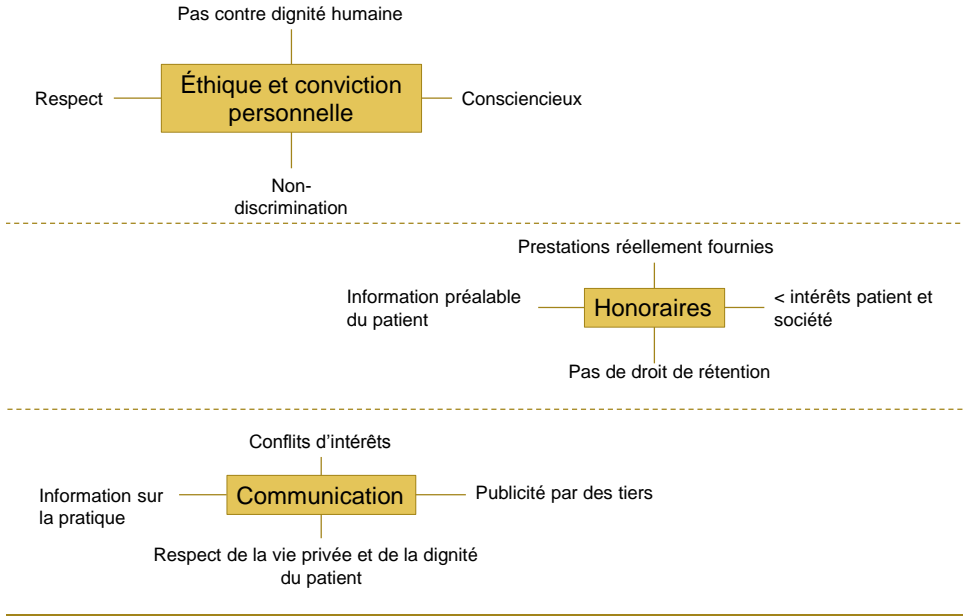 Pas contre dignité humaine
Respect
Éthique et conviction
personnelle
Consciencieux
Non-
discrimination
Prestations réellement fournies
Information préalable
du patient
Honoraires
< intérêts patient et
société
Pas de droit de rétention
Conflits d’intérêts
Information sur
la pratique
Communication
Publicité par des tiers
Respect de la vie privée et de la dignité
du patient